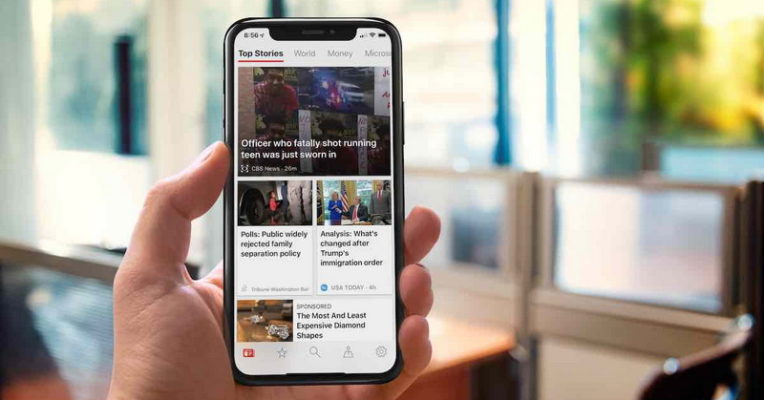 8:56
Top Stories World Money Micros
Officer who fatally shot running
teen was just sworn in
CBS News · 26m
Polls: Public widely
rejected family
separation policy
Tribune Washington Bur
Analysis: What's
changed after
Trump's
immigration order
USA TODAY · 4h
SPONSORED
The Most And Least
Expensive Diamond
Shapes